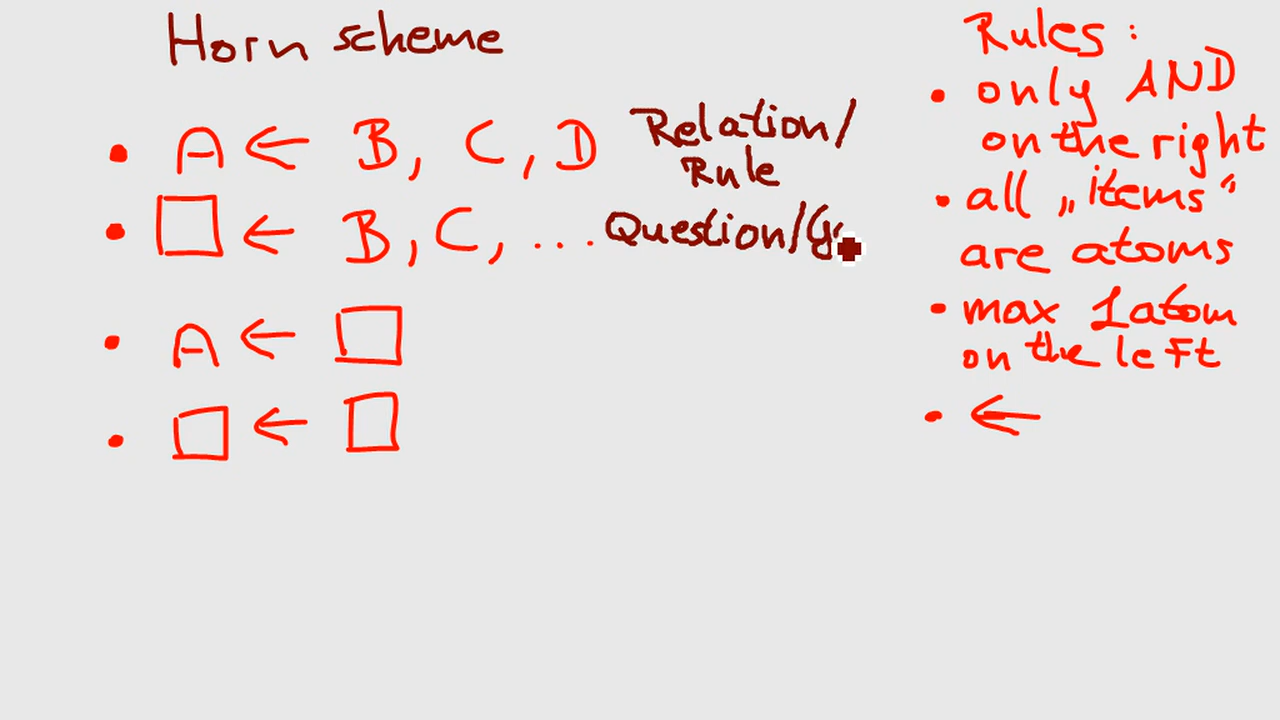 Horn scheme
• A ← B, C, D Relation/
Rule
• □ ← B, C, ... Question/
• A ← □
• □ ← □
Rules:
• only AND
on the right
• all „items“
are atoms
• max 1 atom
on the left
• ←